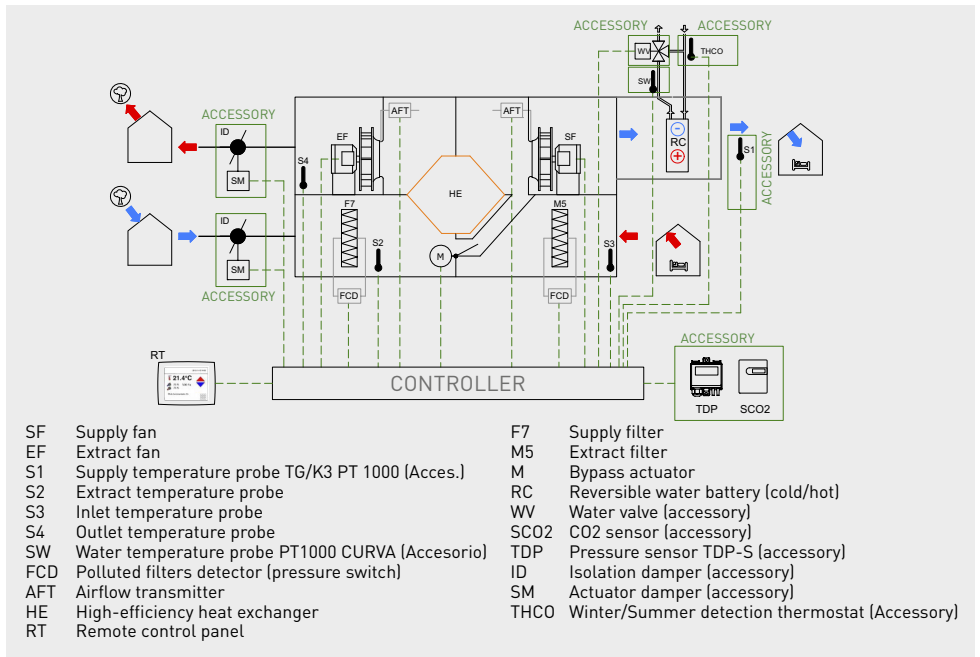 ACCESSORY ACCESSORY
WV THCO
SW
ACCESSORY
ID
SM
AFT AFT
EF SF
S4
HE
RC
S1
ACCESSORY
F7 M5
ID
S2 S3
M
SM
ACCESSORY
FCD FCD
ACCESSORY
RT
21.4°C
CONTROLLER
TDP SCO2
SF Supply fan
EF Extract fan
S1 Supply temperature probe TG/K3 PT 1000 (Acces.)
S2 Extract temperature probe
S3 Inlet temperature probe
S4 Outlet temperature probe
SW Water temperature probe PT1000 CURVA (Accesorio)
FCD Polluted filters detector (pressure switch)
AFT Airflow transmitter
HE High-efficiency heat exchanger
RT Remote control panel
F7 Supply filter
M5 Extract filter
M Bypass actuator
RC Reversible water battery (cold/hot)
WV Water valve (accessory)
SCO2 CO2 sensor (accessory)
TDP Pressure sensor TDP-S (accessory)
ID Isolation damper (accessory)
SM Actuator damper (accessory)
THCO Winter/Summer detection thermostat (Accessory)